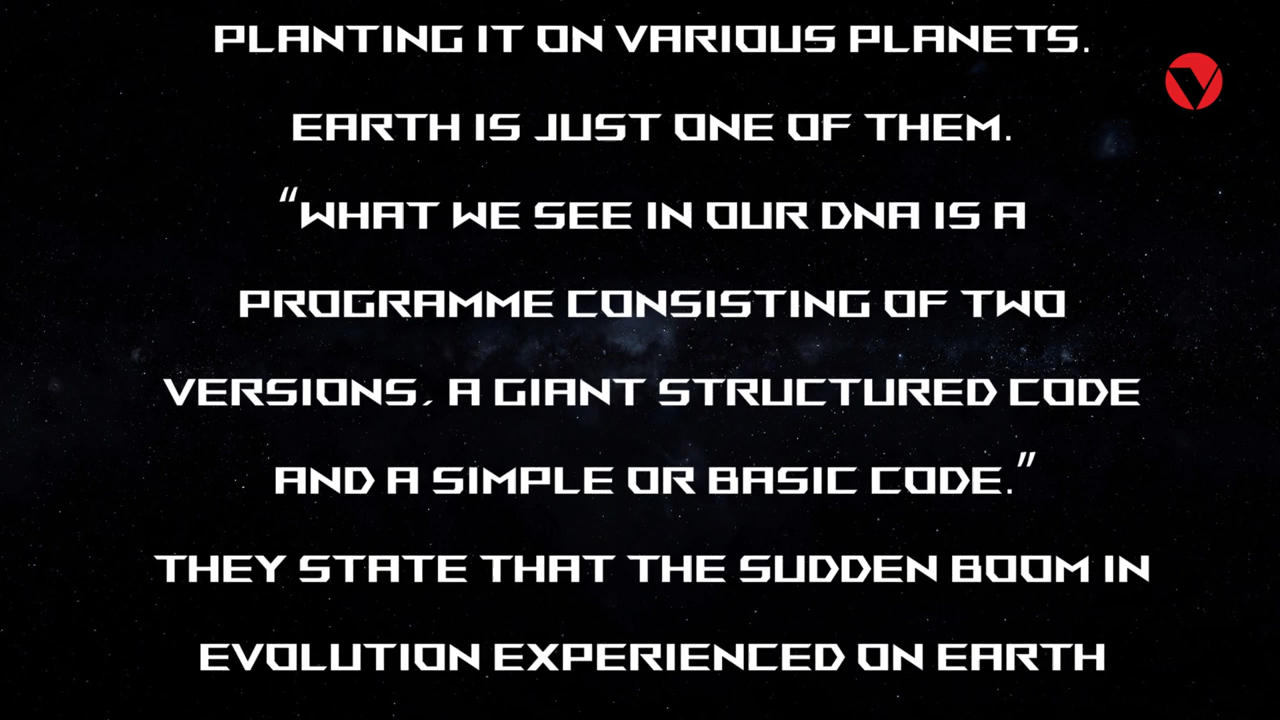 PLANTING IT ON VARIOUS PLANETS.
EARTH IS JUST ONE OF THEM.
“WHAT WE SEE IN OUR DNA IS A
PROGRAMME CONSISTING OF TWO
VERSIONS, A GIANT STRUCTURED CODE
AND A SIMPLE OR BASIC CODE.”
THEY STATE THAT THE SUDDEN BOOM IN
EVOLUTION EXPERIENCED ON EARTH